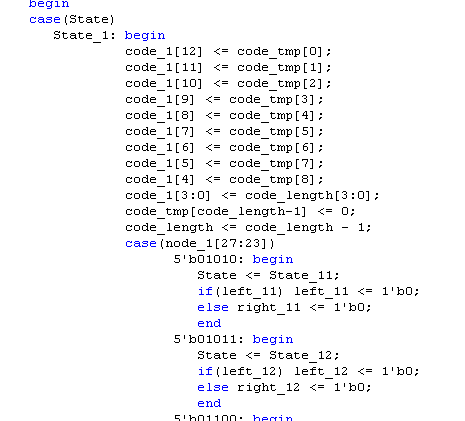 begin
case(State)
State_1: begin
code_1[12] <= code_tmp[0];
code_1[11] <= code_tmp[1];
code_1[10] <= code_tmp[2];
code_1[9] <= code_tmp[3];
code_1[8] <= code_tmp[4];
code_1[7] <= code_tmp[5];
code_1[6] <= code_tmp[6];
code_1[5] <= code_tmp[7];
code_1[4] <= code_tmp[8];
code_1[3:0] <= code_length[3:0];
code_tmp[code_length-1] <= 0;
code_length <= code_length - 1;
case(node_1[27:23])
5'b01010: begin
State <= State_11;
if(left_11) left_11 <= 1'b0;
else right_11 <= 1'b0;
end
5'b01011: begin
State <= State_12;
if(left_12) left_12 <= 1'b0;
else right_12 <= 1'b0;
end
5'b01100: begin